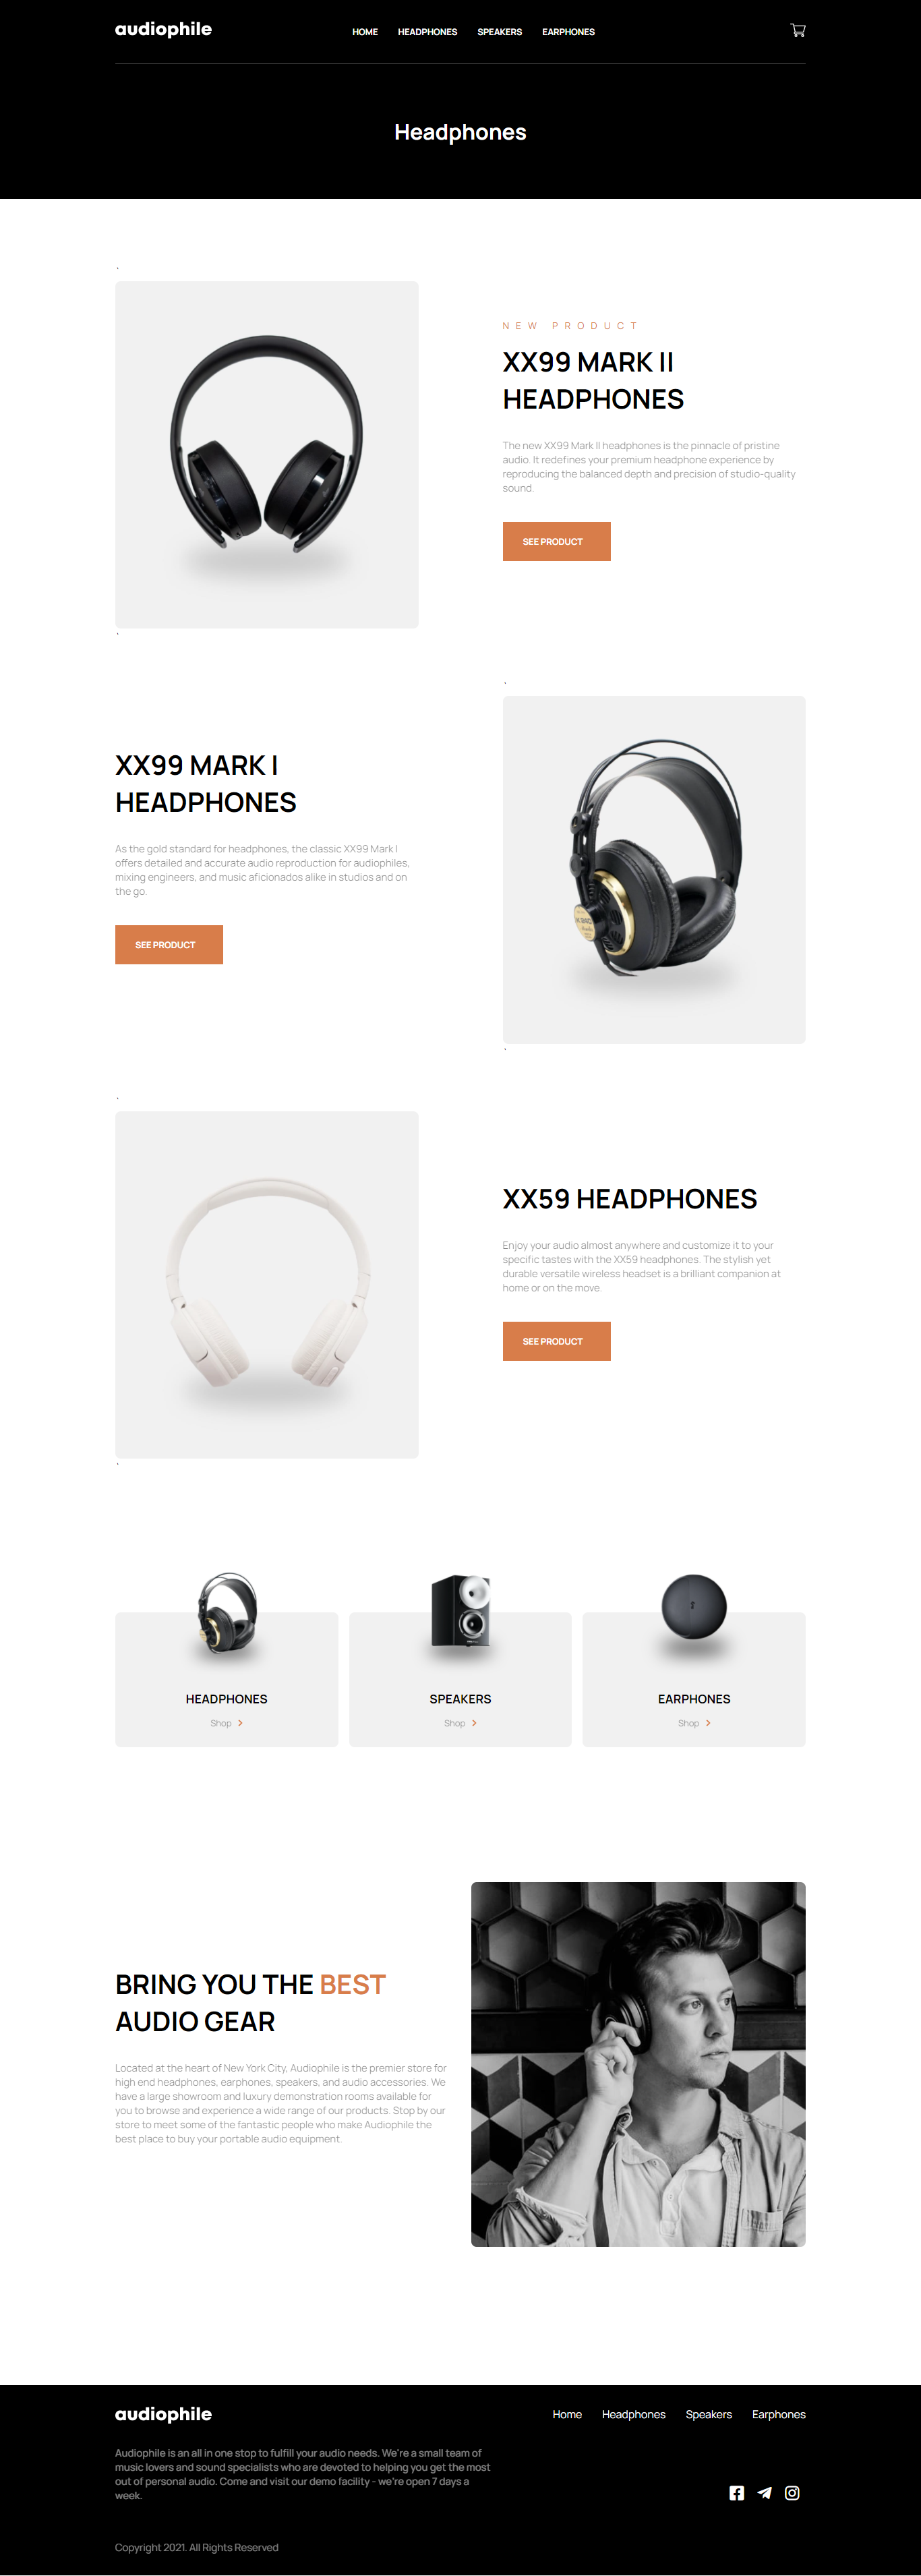 audiophile
HOME HEADPHONES SPEAKERS EARPHONES
Headphones
`
NEW PRODUCT
XX99 MARK II
HEADPHONES
The new XX99 Mark II headphones is the pinnacle of pristine
audio. It redefines your premium headphone experience by
reproducing the balanced depth and precision of studio-quality
sound.
SEE PRODUCT
`
XX99 MARK I
HEADPHONES
As the gold standard for headphones, the classic XX99 Mark I
offers detailed and accurate audio reproduction for audiophiles,
mixing engineers, and music aficionados alike in studios and on
the go.
SEE PRODUCT
`
`
`
XX59 HEADPHONES
Enjoy your audio almost anywhere and customize it to your
specific tastes with the XX59 headphones. The stylish yet
durable versatile wireless headset is a brilliant companion at
home or on the move.
SEE PRODUCT
`
HEADPHONES
Shop
SPEAKERS
Shop
EARPHONES
Shop
BRING YOU THE BEST
AUDIO GEAR
Located at the heart of New York City, Audiophile is the premier store for
high end headphones, earphones, speakers, and audio accessories. We
have a large showroom and luxury demonstration rooms available for
you to browse and experience a wide range of our products. Stop by our
store to meet some of the fantastic people who make Audiophile the
best place to buy your portable audio equipment.
audiophile
Home Headphones Speakers Earphones
Audiophile is an all in one stop to fulfill your audio needs. We're a small team of
music lovers and sound specialists who are devoted to helping you get the most
out of personal audio. Come and visit our demo facility - we're open 7 days a
week.
Copyright 2021. All Rights Reserved